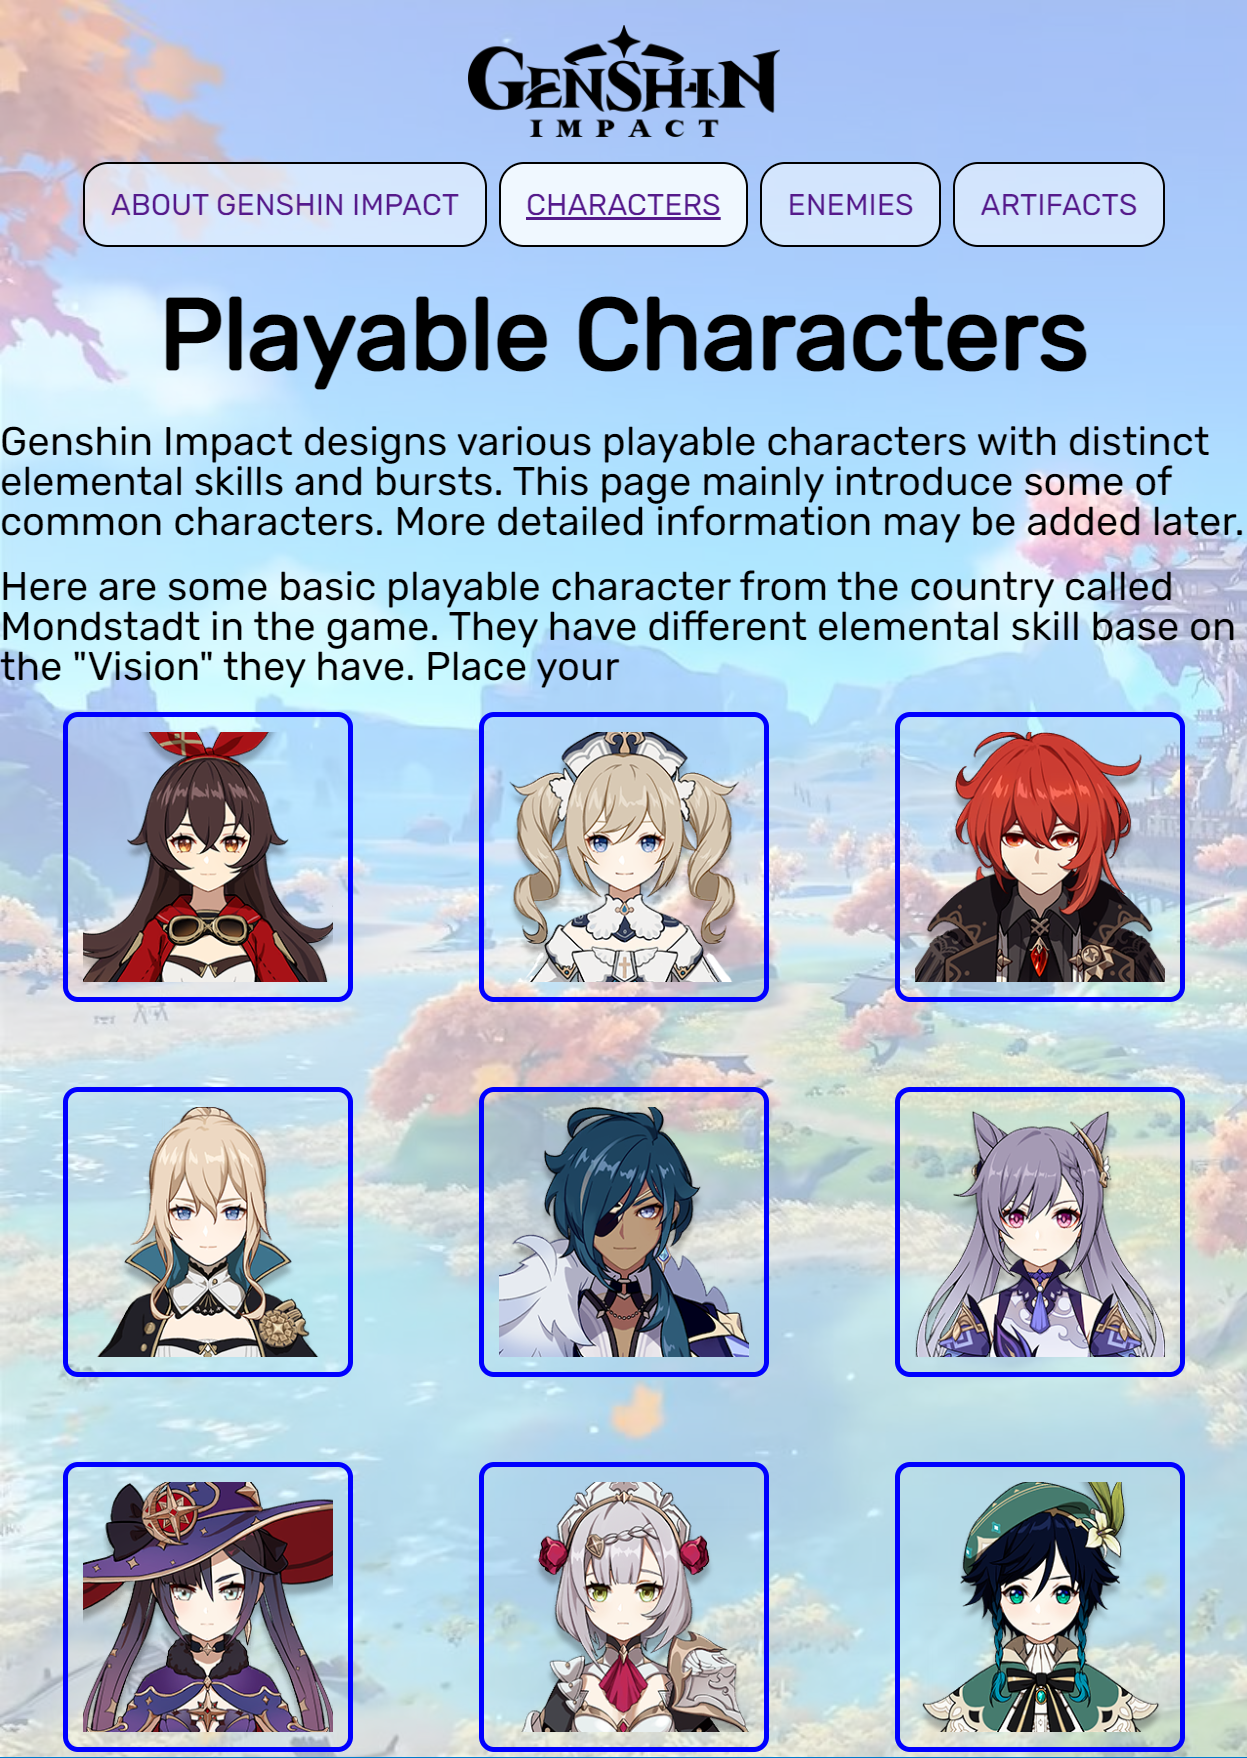 GENSHIN
IMPACT
ABOUT GENSHIN IMPACT
CHARACTERS
ENEMIES
ARTIFACTS
Playable Characters
Genshin Impact designs various playable characters with distinct
elemental skills and bursts. This page mainly introduce some of
common characters. More detailed information may be added later.
Here are some basic playable character from the country called
Mondstadt in the game. They have different elemental skill base on
the "Vision" they have. Place your